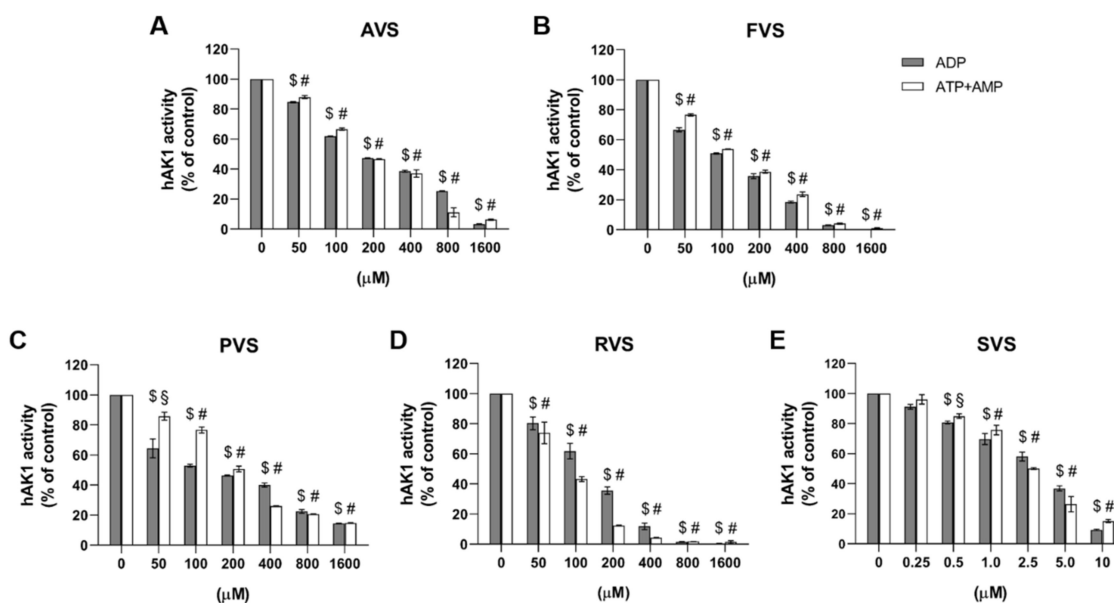 A
AVS
hAK1 activity
(% of control)
120
100
80
60
40
20
0
$ #
$ #
$ #
$ #
$ #
$ #
0 50 100 200 400 800 1600
(μM)
B
FVS
hAK1 activity
(% of control)
120
100
80
60
40
20
0
$ #
$ #
$ #
$ #
$ #
$ #
0 50 100 200 400 800 1600
(μM)
ADP
ATP+AMP
C
PVS
hAK1 activity
(% of control)
120
100
80
60
40
20
0
$ §
$ #
$ #
$ #
$ #
$ #
0 50 100 200 400 800 1600
(μM)
D
RVS
hAK1 activity
(% of control)
120
100
80
60
40
20
0
$ #
$ #
$ #
$ #
$ #
$ #
0 50 100 200 400 800 1600
(μM)
E
SVS
hAK1 activity
(% of control)
120
100
80
60
40
20
0
$ §
$ #
$ #
$ #
$ #
0 0.25 0.5 1.0 2.5 5.0 10
(μM)